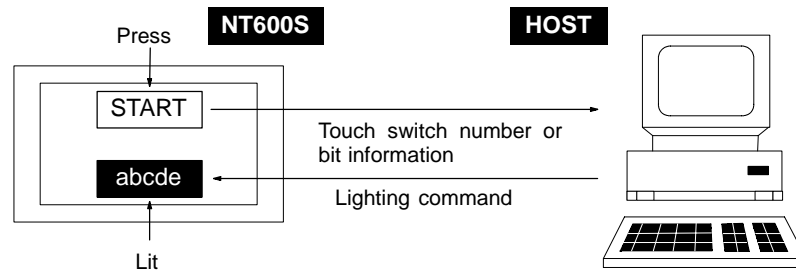 NT600S
HOST
Press
START
Touch switch number or
bit information
abcde
Lighting command
Lit